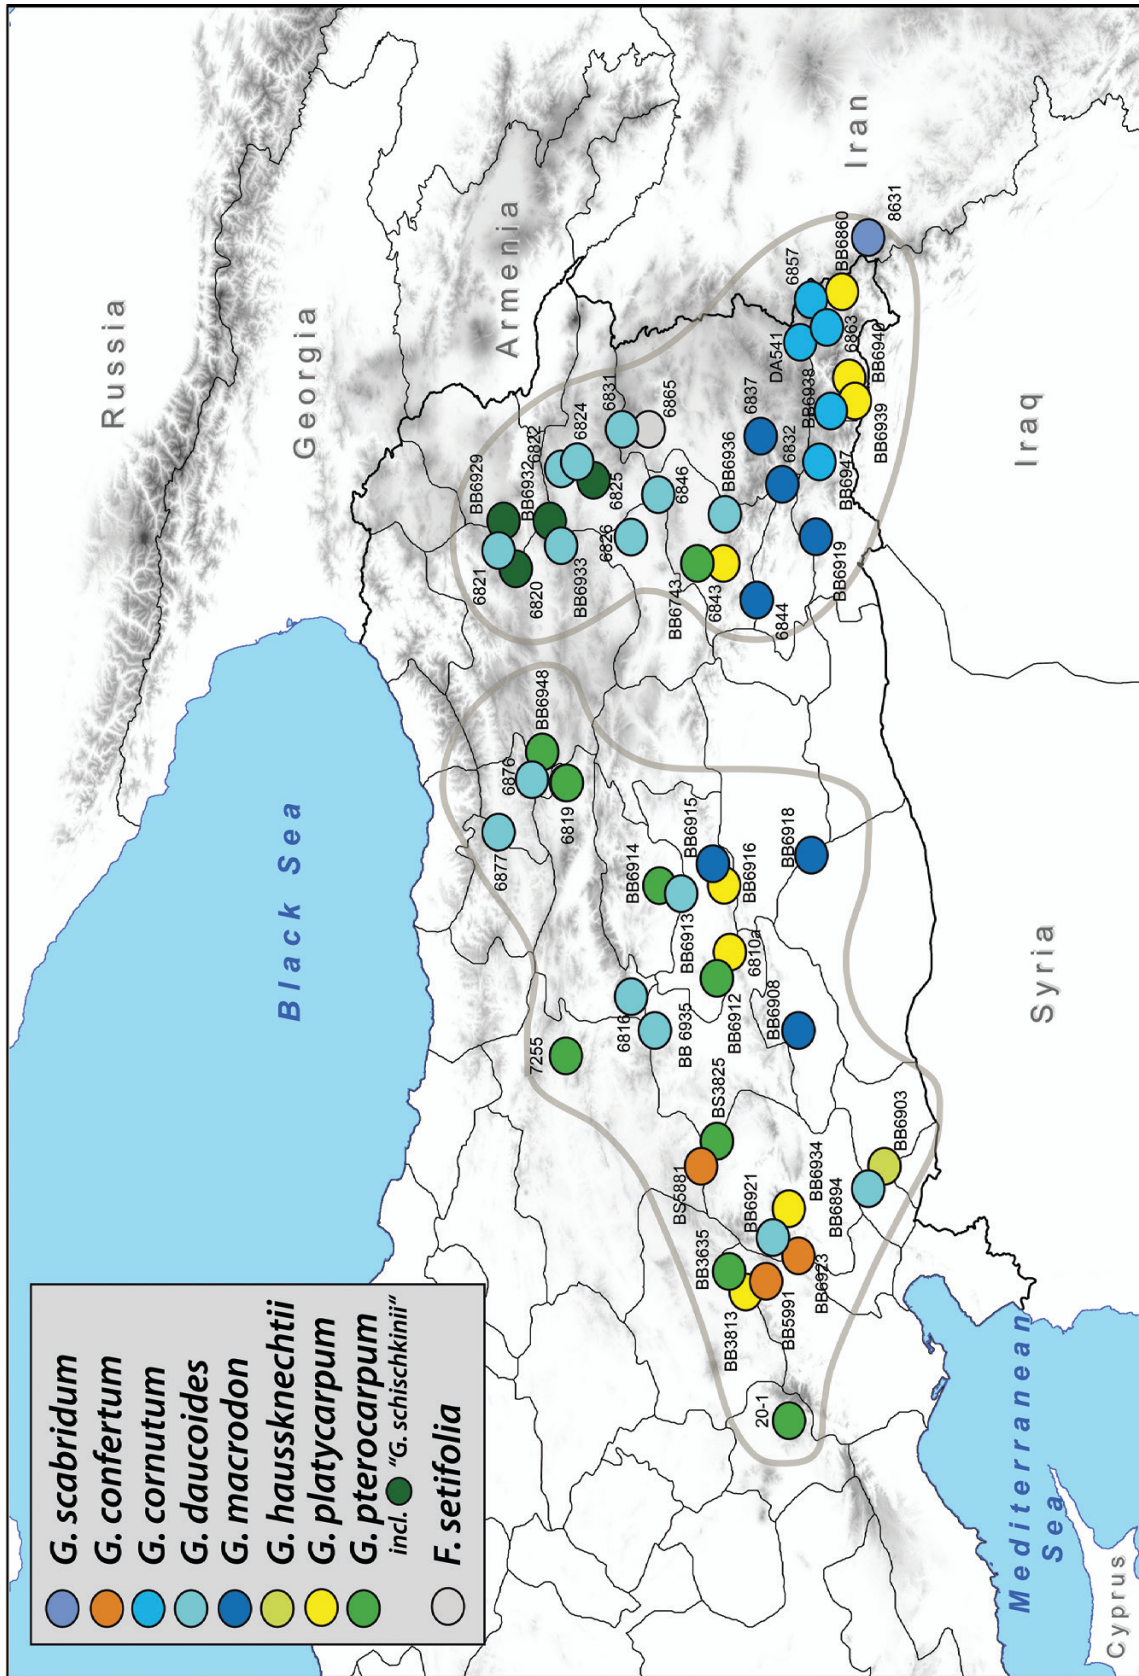 G. scabridum
G. confertum
G. cornutum
G. daucoides
G. macrodon
G. haussknechtii
G. platycarpum
G. pterocarpum
incl. "G. schischkinii"
F. setifolia
Russia
Georgia
Armenia
Iran
Iraq
Syria
Cyprus
Black Sea
Mediterranean
Sea
BB6929
BB6932
6822
6824
6831
6865
6825
6821
6820
BB6933
6826
6846
BB6936
6837
6832
BB6743
6843
6844
BB6919
BB6947
BB6938
BB6939
BB6940
DA541
6863
6857
BB6860
8631
BB6948
6876
6819
6877
BB6914
BB6913
BB6915
BB6916
BB6918
6810a
BB6912
BB6908
6816
BB 6935
7255
BS3825
BS5881
BB6921
BB6934
BB6894
BB6903
BB6923
BB3635
BB3813
BB5991
20-1